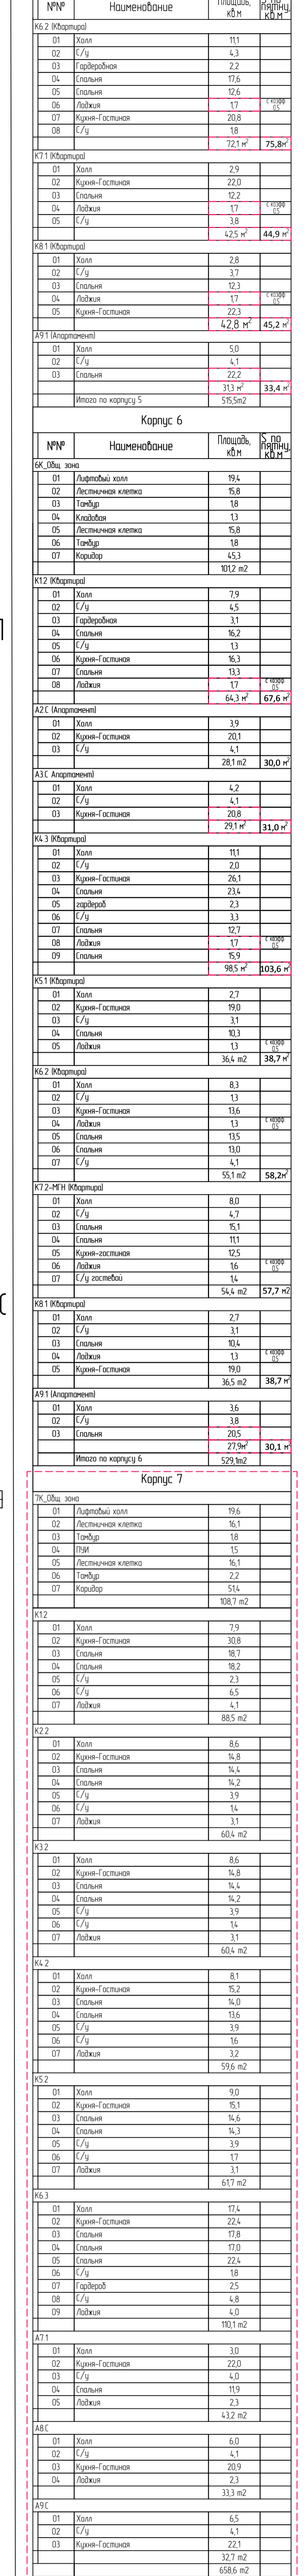 №№ Наименование Площадь, кв.м S по пятну, кв.м
К6.2 (Квартира)
01 Холл 11,1
02 С/у 4,3
03 Гардеробная 2,2
04 Спальня 17,6
05 Спальня 12,6
06 Лоджия 1,7 с коэфф 0.5
07 Кухня-Гостиная 20,8
08 С/у 1,8
72,1 м² 75,8м²
К7.1 (Квартира)
01 Холл 2,9
02 Кухня-Гостиная 22,0
03 Спальня 12,2
04 Лоджия 1,7 с коэфф 0.5
05 С/у 3,8
42,5 м² 44,9 м²
К8.1 (Квартира)
01 Холл 2,8
02 С/у 3,7
03 Спальня 12,3
04 Лоджия 1,7 с коэфф 0.5
05 Кухня-Гостиная 22,3
42,8 м² 45,2 м²
А9.1 (Апартамент)
01 Холл 5,0
02 С/у 4,1
03 Спальня 22,2
31,3 м² 33,4 м²
Итого по корпусу 5 515,5m2
Корпус 6
№№ Наименование Площадь, кв.м S по пятну, кв.м
6К_Общ. зона
01 Лифтовый холл 19,4
02 Лестничная клетка 15,8
03 Тамбур 1,8
04 Кладовая 1,3
05 Лестничная клетка 15,8
06 Тамбур 1,8
07 Коридор 45,3
101,2 m2
К1.2 (Квартира)
01 Холл 7,9
02 С/у 4,5
03 Гардеробная 3,1
04 Спальня 16,2
05 С/у 1,3
06 Кухня-Гостиная 16,3
07 Спальня 13,3
08 Лоджия 1,7 с коэфф 0.5
64,3 м² 67,6 м²
А2.С (Апартамент)
01 Холл 3,9
02 Кухня-Гостиная 20,1
03 С/у 4,1
28,1 m2 30,0 м²
А3.С Апартамент)
01 Холл 4,2
02 С/у 4,1
03 Кухня-Гостиная 20,8
29,1 м² 31,0 м²
К4.3 (Квартира)
01 Холл 11,1
02 С/у 2,0
03 Кухня-Гостиная 26,1
04 Спальня 23,4
05 гардероб 2,3
06 С/у 3,3
07 Спальня 12,7
08 Лоджия 1,7 с коэфф 0.5
09 Спальня 15,9
98,5 м² 103,6 м²
К5.1 (Квартира)
01 Холл 2,7
02 Кухня-Гостиная 19,0
03 С/у 3,1
04 Спальня 10,3
05 Лоджия 1,3 с коэфф 0.5
36,4 m2 38,7 м²
К6.2 (Квартира)
01 Холл 8,3
02 С/у 1,3
03 Кухня-Гостиная 13,6
04 Лоджия 1,3 с коэфф 0.5
05 Спальня 13,5
06 Спальня 13,0
07 С/у 4,1
55,1 m2 58,2м²
К7.2-МГН (Квартира)
01 Холл 8,0
02 С/у 4,7
03 Спальня 15,1
04 Спальня 11,1
05 Кухня-гостиная 12,5
06 Лоджия 1,6 с коэфф 0.5
07 С/у гостевой 1,4
54,4 m2 57,7 м2
К8.1 (Квартира)
01 Холл 2,7
02 С/у 3,1
03 Спальня 10,4
04 Лоджия 1,3 с коэфф 0.5
05 Кухня-Гостиная 19,0
36,5 m2 38,7 м²
А9.1 (Апартамент)
01 Холл 3,6
02 С/у 3,8
03 Спальня 20,5
27,9м² 30,1 м²
Итого по корпусу 6 529,1m2
Корпус 7
7К_Общ. зона
01 Лифтовый холл 19,6
02 Лестничная клетка 16,1
03 Тамбур 1,8
04 ПУИ 1,5
05 Лестничная клетка 16,1
06 Тамбур 2,2
07 Коридор 51,4
108,7 m2
К1.2
01 Холл 7,9
02 Кухня-Гостиная 30,8
03 Спальня 18,7
04 Спальня 18,2
05 С/у 2,3
06 С/у 6,5
07 Лоджия 4,1
88,5 m2
К2.2
01 Холл 8,6
02 Кухня-Гостиная 14,8
03 Спальня 14,4
04 Спальня 14,2
05 С/у 3,9
06 С/у 1,4
07 Лоджия 3,1
60,4 m2
К3.2
01 Холл 8,6
02 Кухня-Гостиная 14,8
03 Спальня 14,4
04 Спальня 14,2
05 С/у 3,9
06 С/у 1,4
07 Лоджия 3,1
60,4 m2
К4.2
01 Холл 8,1
02 Кухня-Гостиная 15,2
03 Спальня 14,0
04 Спальня 13,6
05 С/у 3,9
06 С/у 1,6
07 Лоджия 3,2
59,6 m2
К5.2
01 Холл 9,0
02 Кухня-Гостиная 15,1
03 Спальня 14,6
04 Спальня 14,3
05 С/у 3,9
06 С/у 1,7
07 Лоджия 3,1
61,7 m2
К6.3
01 Холл 17,4
02 Кухня-Гостиная 22,4
03 Спальня 17,8
04 Спальня 17,0
05 Спальня 22,4
06 С/у 1,8
07 Гардероб 2,5
08 С/у 4,8
09 Лоджия 4,0
110,1 m2
А7.1
01 Холл 3,0
02 Кухня-Гостиная 22,0
03 С/у 4,0
04 Спальня 11,9
05 Лоджия 2,3
43,2 m2
А8.С
01 Холл 6,0
02 С/у 4,1
03 Кухня-Гостиная 20,9
04 Лоджия 2,3
33,3 m2
А9.С
01 Холл 6,5
02 С/у 4,1
03 Кухня-Гостиная 22,1
32,7 m2
658,6 m2